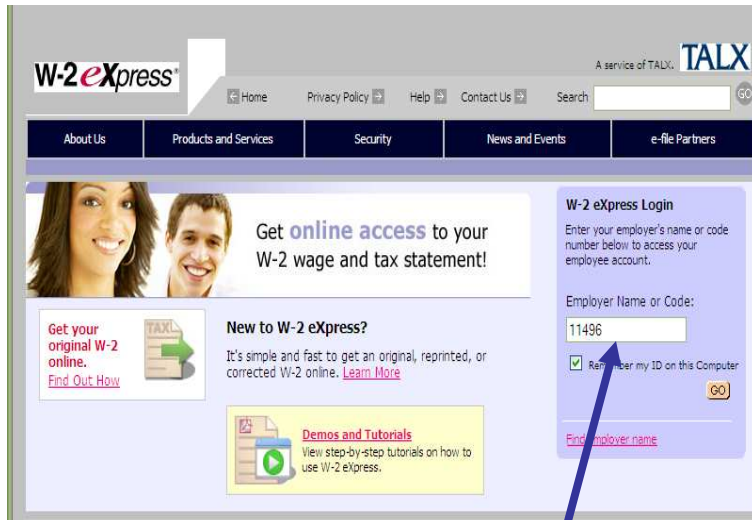 W-2 eXpress
A service of TALX. TALX
Home Privacy Policy Help Contact Us Search GO
About Us Products and Services Security News and Events e-file Partners
Get online access to your
W-2 wage and tax statement!
W-2 eXpress Login
Enter your employer's name or code
number below to access your
employee account.
Employer Name or Code:
11496
Remember my ID on this Computer
GO
Find employer name
Get your
original W-2
online.
Find Out How
TAX
New to W-2 eXpress?
It's simple and fast to get an original, reprinted, or
corrected W-2 online. Learn More
Demos and Tutorials
View step-by-step tutorials on how to
use W-2 eXpress.